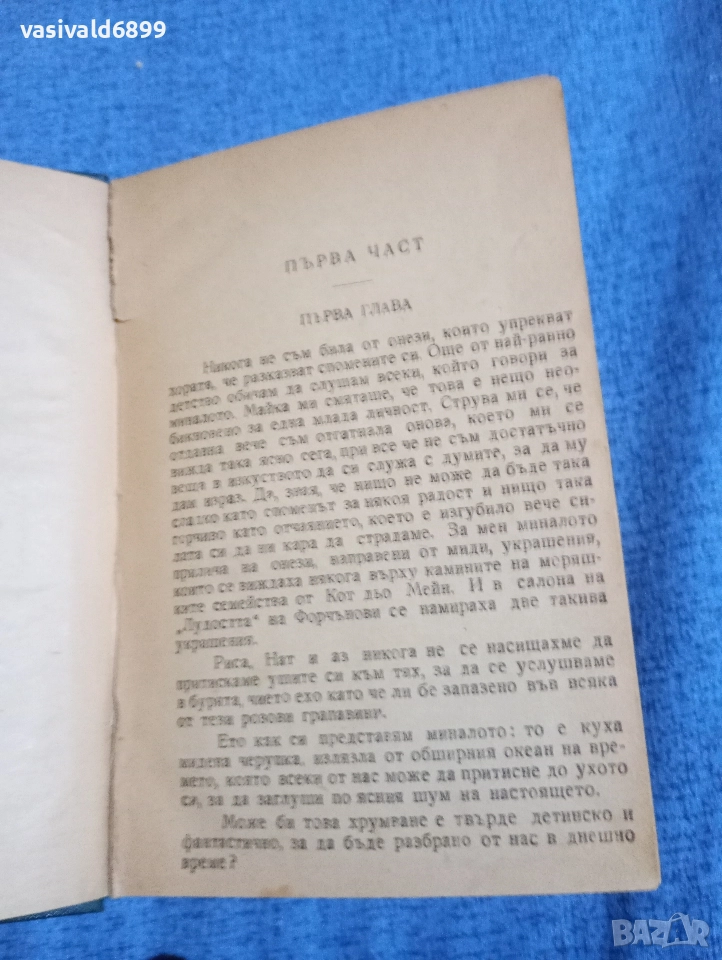 vasivald6899
ПЪРВА ЧАСТ
ПЪРВА ГЛАВА
Никога не съм била от онези, които упрекват
хората, че разказват спомените си. Още от най-равно
детство обичам да слушам всеки, който говори за
миналото. Майка ми смяташе, че това е нещо нео-
бикновено за една млада личност. Струва ми се, че
отдавна вече съм отгатнала онова, което ми се
вижда така ясно сега, при все че не съм достатъчно
веща в изкуството да си служа с думите, за да му
дам израз. Да, зная, че нищо не може да бъде така
сладко като споменът за някоя радост и нищо така
горчиво като отчаянието, което е изгубило вече си-
лата си да ни кара да страдаме. За мен миналото
прилича на онези, направени от миди, украшения,
които се виждаха някога върху камините на моряш-
ките семейства от Кот дьо Мейн. И в салона на
„Лудостта“ на Форчънови се намираха две такива
украшения.
Риса, Нат и аз никога не се насищахме да
притискаме ушите си към тях, за да се услушваме
в бурята, чието ехо като че ли бе запазено във всяка
от тези розови грапавини.
Ето как си представям миналото: то е куха
мидена черупка, излязла от обширния океан на вре-
мето, която всеки от нас може да притисне до ухото
си, за да заглуши по ясния шум на настоящето.
Може би това хрумване е твърде детинско и
фантастично, за да бъде разбрано от нас в днешно
време?
BAZAR